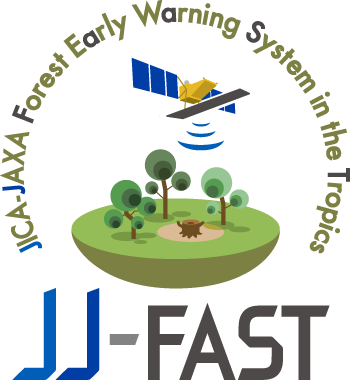 JICA-JAXA Forest Early Warning System in the Tropics
JJ-FAST